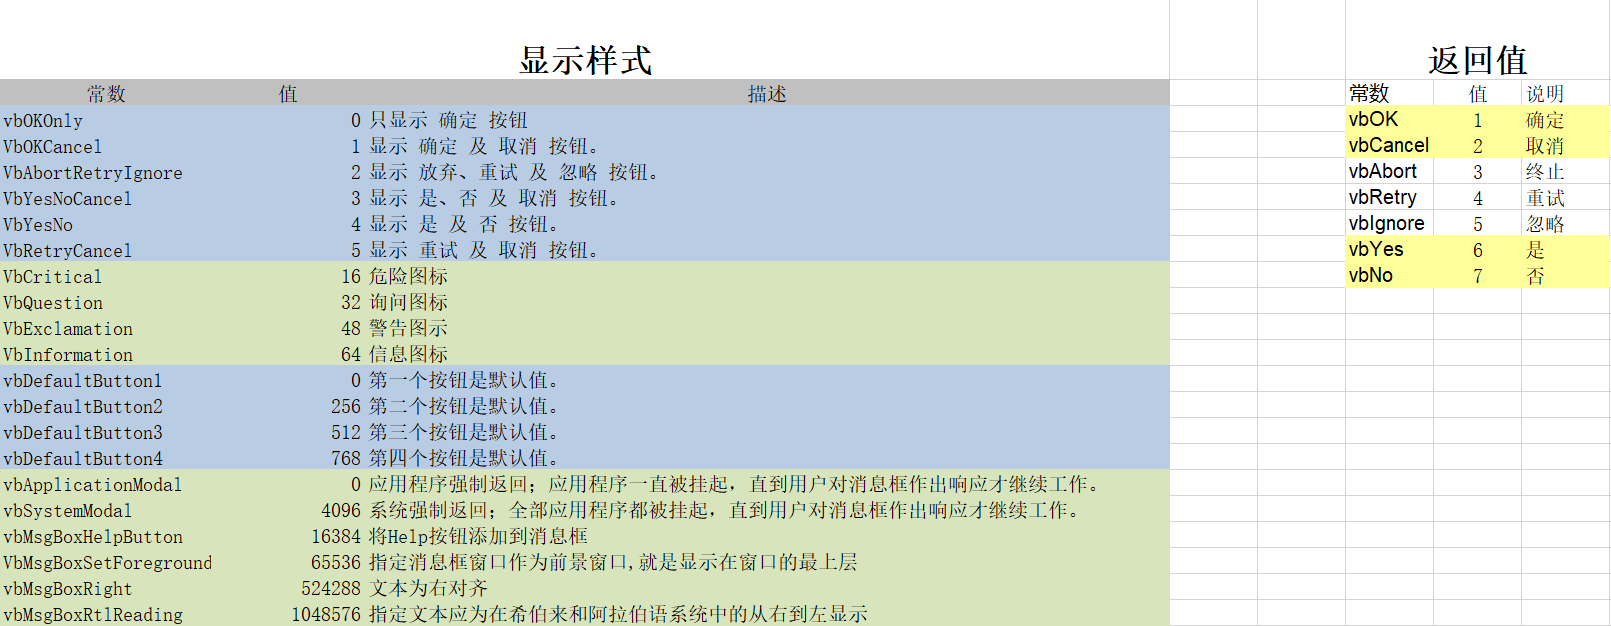 显示样式
常数 值 描述
vbOKOnly 0 只显示 确定 按钮
VbOKCancel 1 显示 确定 及 取消 按钮。
VbAbortRetryIgnore 2 显示 放弃、重试 及 忽略 按钮。
VbYesNoCancel 3 显示 是、否 及 取消 按钮。
VbYesNo 4 显示 是 及 否 按钮。
VbRetryCancel 5 显示 重试 及 取消 按钮。
VbCritical 16 危险图标
VbQuestion 32 询问图标
VbExclamation 48 警告图示
VbInformation 64 信息图标
vbDefaultButton1 0 第一个按钮是默认值。
vbDefaultButton2 256 第二个按钮是默认值。
vbDefaultButton3 512 第三个按钮是默认值。
vbDefaultButton4 768 第四个按钮是默认值。
vbApplicationModal 0 应用程序强制返回；应用程序一直被挂起，直到用户对消息框作出响应才继续工作。
vbSystemModal 4096 系统强制返回；全部应用程序都被挂起，直到用户对消息框作出响应才继续工作。
vbMsgBoxHelpButton 16384 将Help按钮添加到消息框
VbMsgBoxSetForeground 65536 指定消息框窗口作为前景窗口,就是显示在窗口的最上层
vbMsgBoxRight 524288 文本为右对齐
vbMsgBoxRtlReading 1048576 指定文本应为在希伯来和阿拉伯语系统中的从右到左显示
返回值
常数 值 说明
vbOK 1 确定
vbCancel 2 取消
vbAbort 3 终止
vbRetry 4 重试
vbIgnore 5 忽略
vbYes 6 是
vbNo 7 否